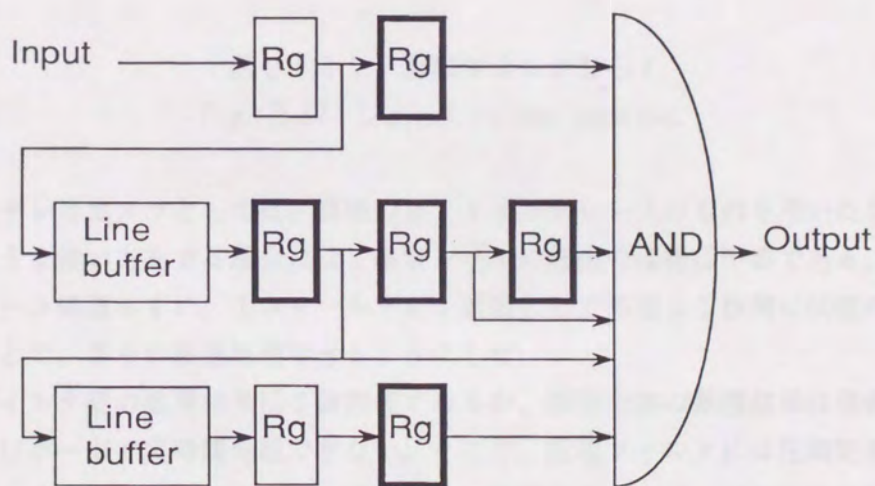 Input
Rg
Rg
Line
buffer
Rg
Rg
Rg
AND
Output
Line
buffer
Rg
Rg